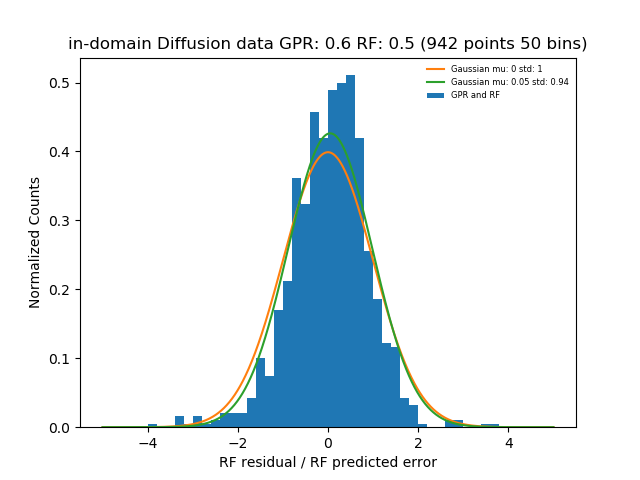 in-domain Diffusion data GPR: 0.6 RF: 0.5 (942 points 50 bins)
Gaussian mu: 0 std: 1
Gaussian mu: 0.05 std: 0.94
GPR and RF
Normalized Counts
0.5
0.4
0.3
0.2
0.1
0.0
−4 −2 0 2 4
RF residual / RF predicted error